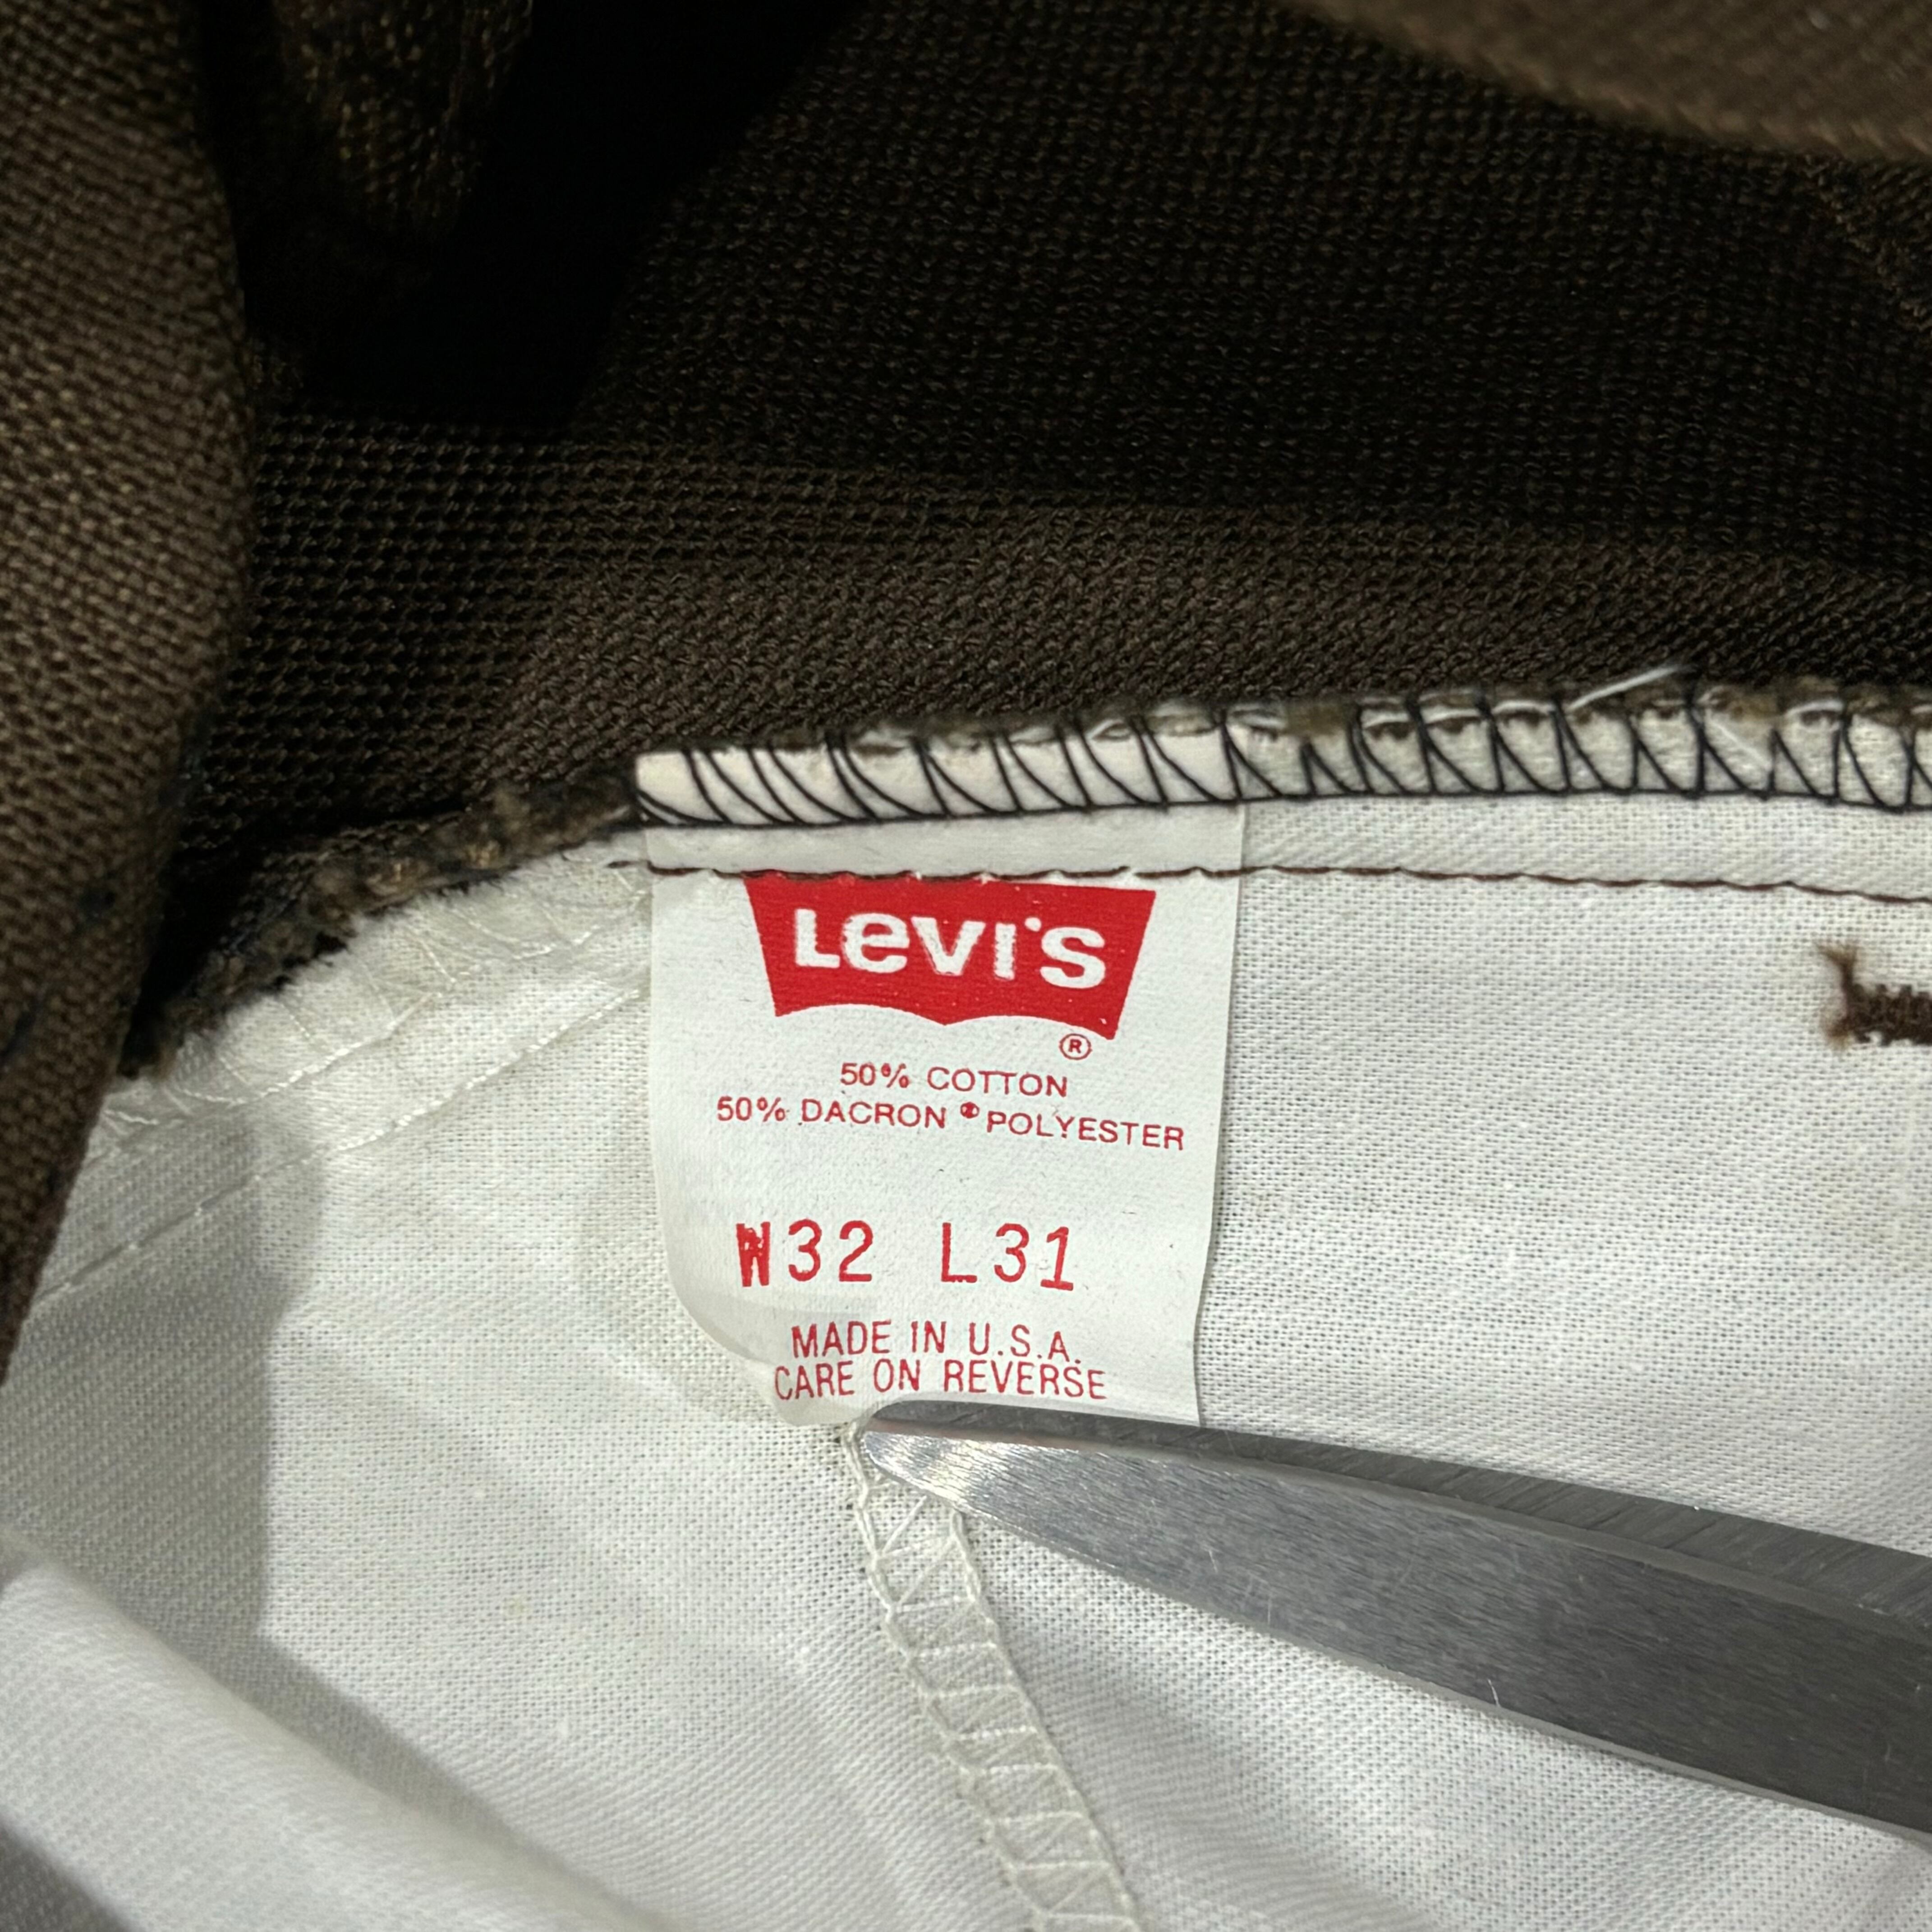 Levi's
®
50% COTTON
50% DACRON ® POLYESTER
W32 L31
MADE IN U.S.A.
CARE ON REVERSE